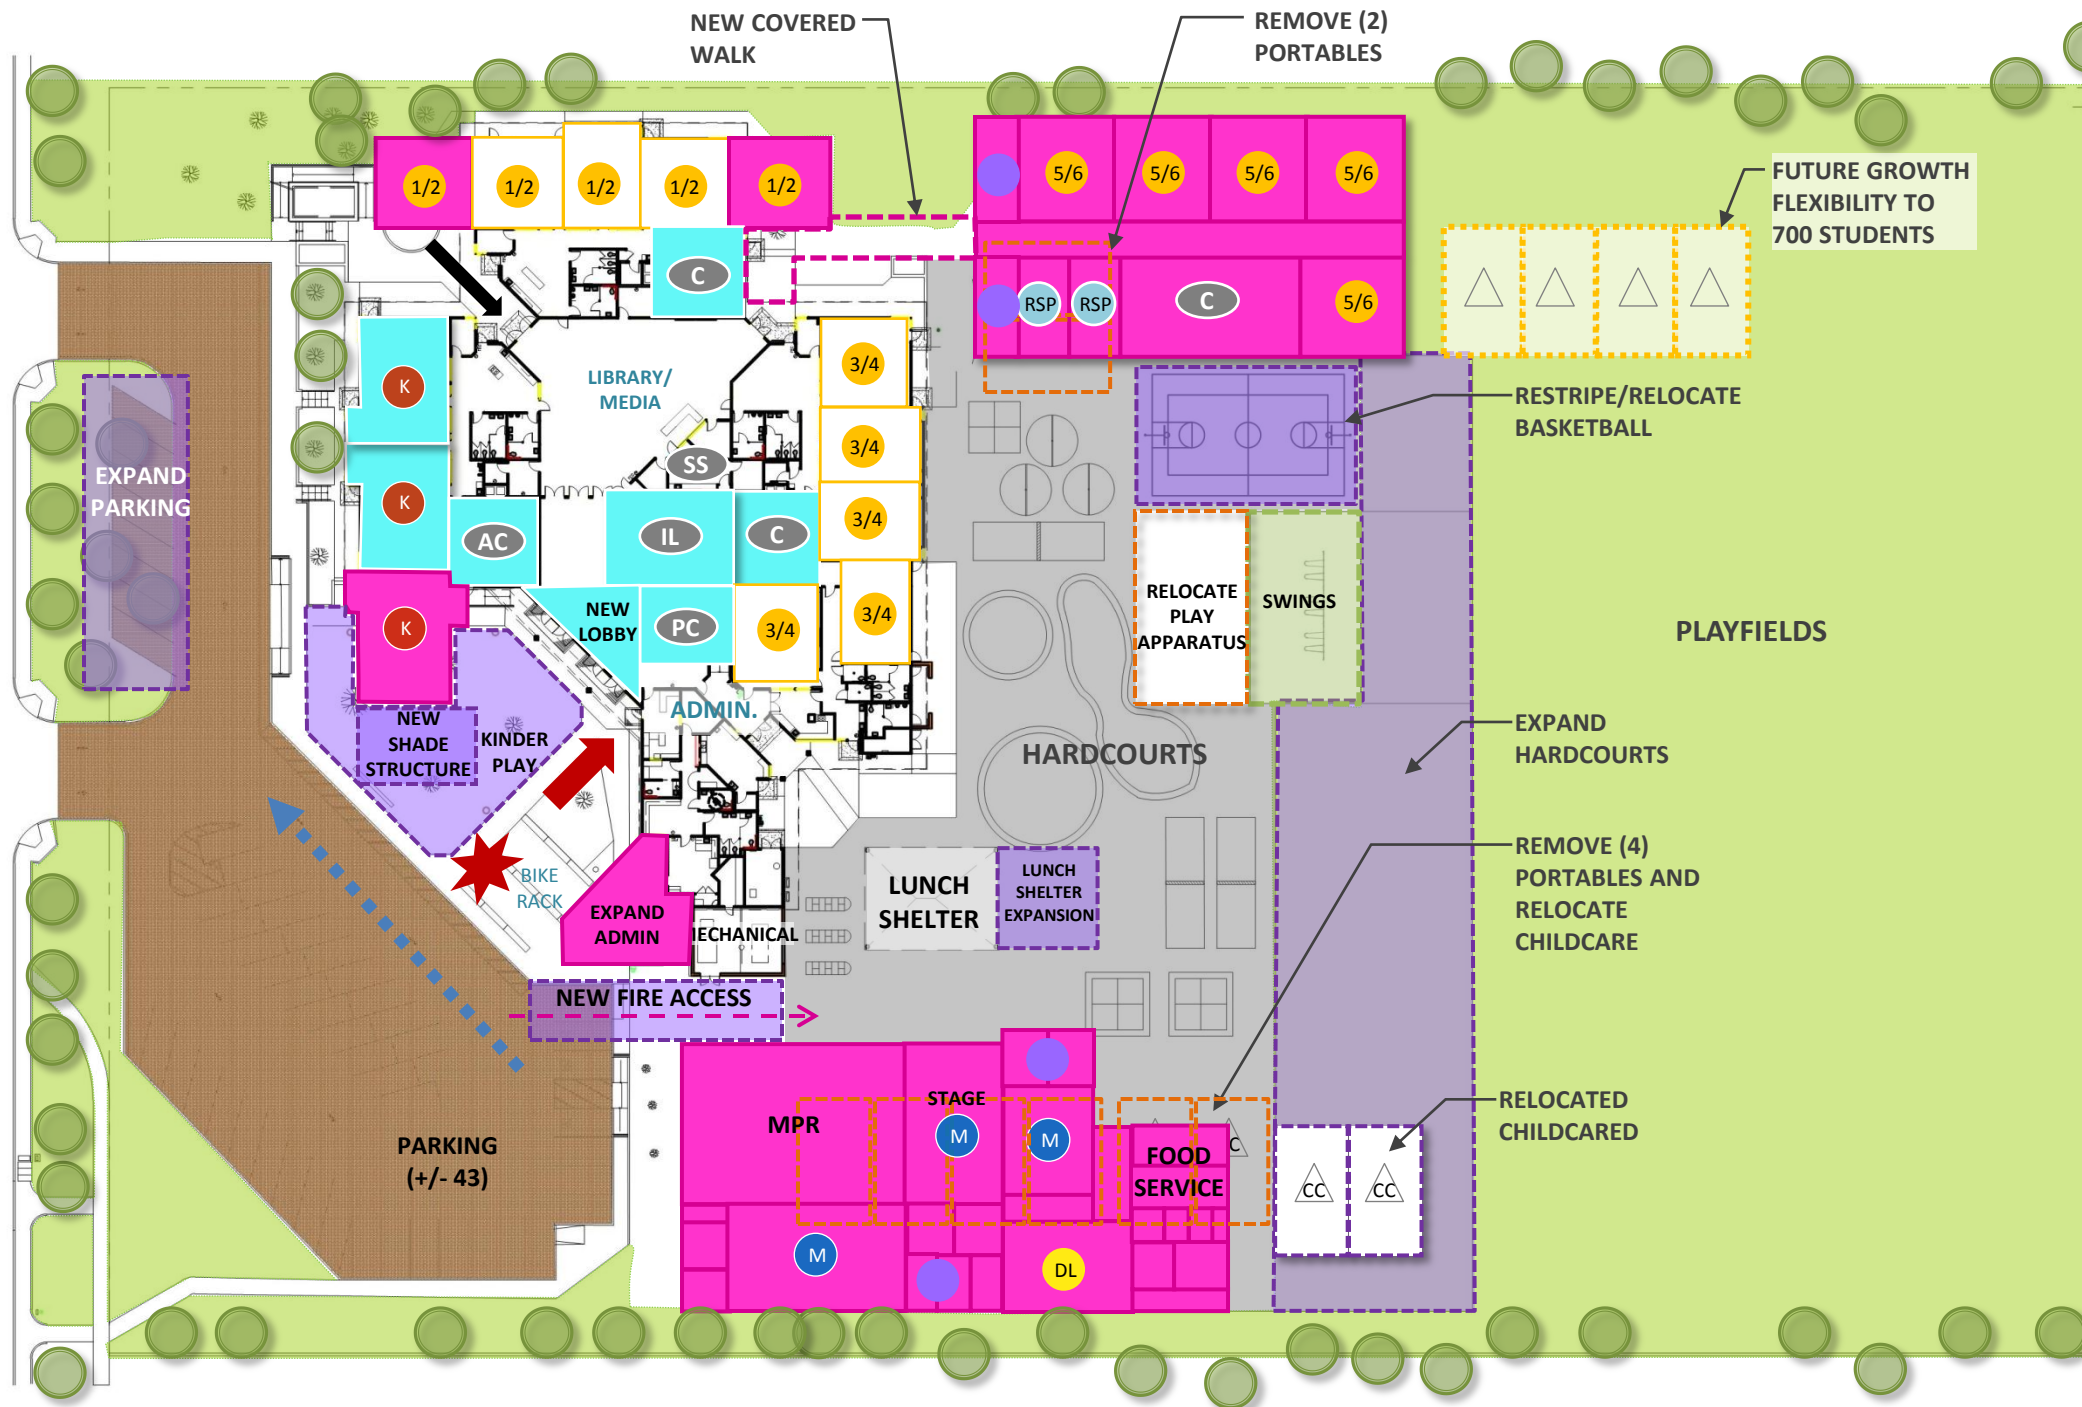 NEW COVERED
WALK
REMOVE (2)
PORTABLES
FUTURE GROWTH
FLEXIBILITY TO
700 STUDENTS
1/2
1/2
1/2
1/2
1/2
5/6
5/6
5/6
5/6
C
RSP
RSP
C
5/6
K
LIBRARY/
MEDIA
3/4
RESTRIPE/RELOCATE
BASKETBALL
EXPAND
PARKING
K
SS
3/4
AC
IL
C
3/4
K
NEW
LOBBY
PC
3/4
3/4
RELOCATE
PLAY
APPARATUS
SWINGS
PLAYFIELDS
NEW
SHADE
STRUCTURE
KINDER
PLAY
ADMIN.
HARDCOURTS
EXPAND
HARDCOURTS
BIKE
RACK
EXPAND
ADMIN
MECHANICAL
LUNCH
SHELTER
LUNCH
SHELTER
EXPANSION
REMOVE (4)
PORTABLES AND
RELOCATE
CHILDCARE
NEW FIRE ACCESS
MPR
STAGE
M
M
FOOD
SERVICE
C
RELOCATED
CHILDCARED
CC
CC
PARKING
(+/- 43)
M
DL